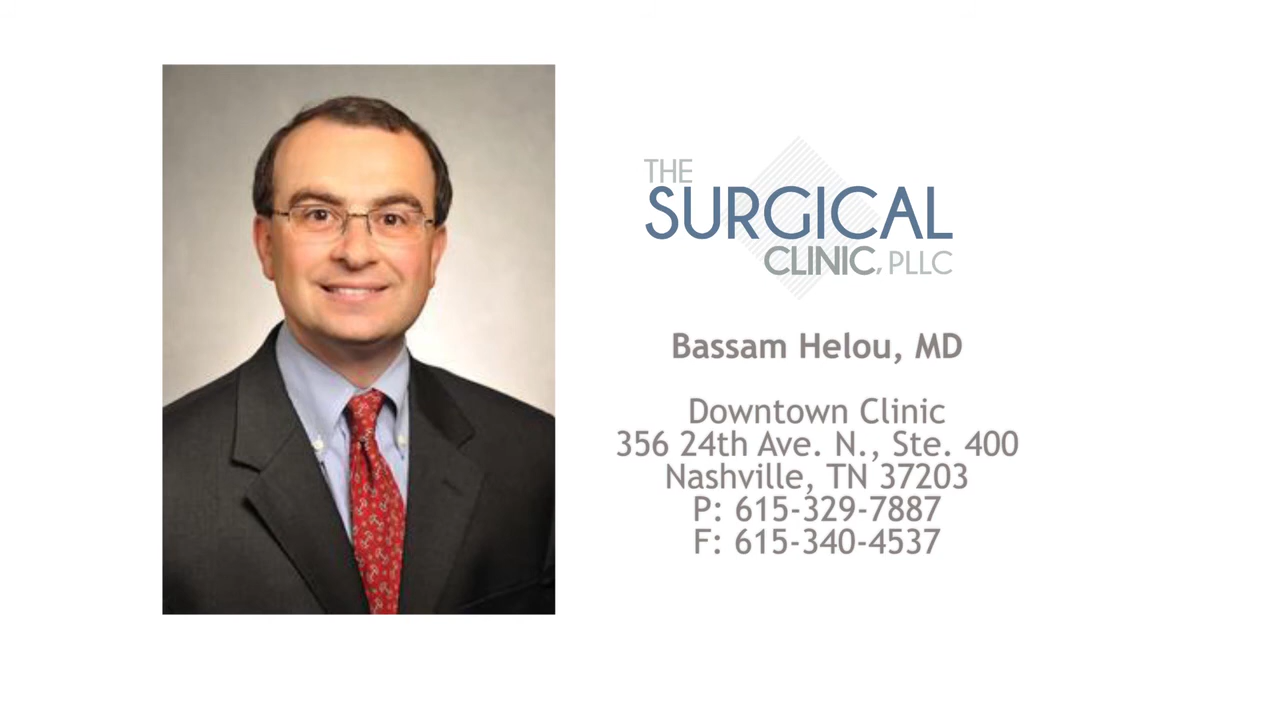 THE
SURGICAL
CLINIC, PLLC
Bassam Helou, MD
Downtown Clinic
356 24th Ave. N., Ste. 400
Nashville, TN 37203
P: 615-329-7887
F: 615-340-4537